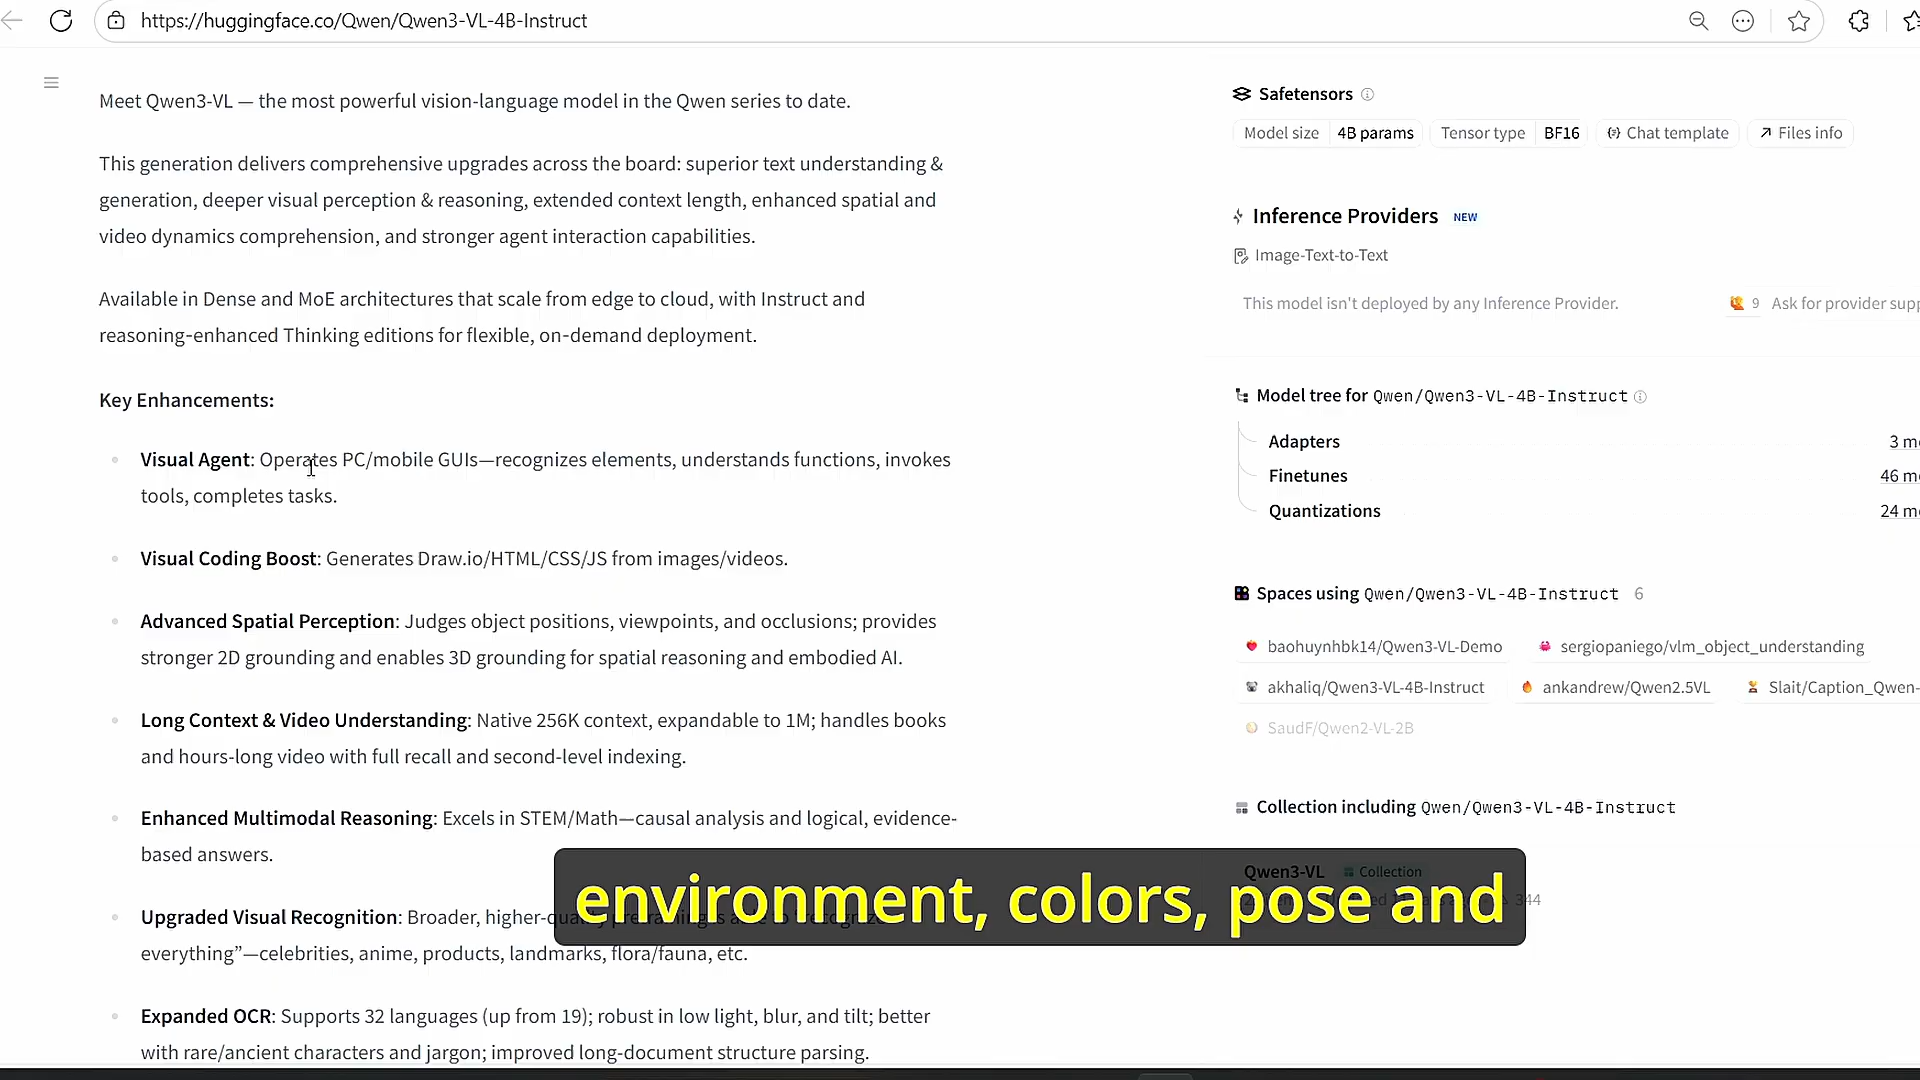 https://huggingface.co/Qwen/Qwen3-VL-4B-Instruct
Meet Qwen3-VL — the most powerful vision-language model in the Qwen series to date.
This generation delivers comprehensive upgrades across the board: superior text understanding &
generation, deeper visual perception & reasoning, extended context length, enhanced spatial and
video dynamics comprehension, and stronger agent interaction capabilities.
Available in Dense and MoE architectures that scale from edge to cloud, with Instruct and
reasoning-enhanced Thinking editions for flexible, on-demand deployment.
Key Enhancements:
Visual Agent: Operates PC/mobile GUIs—recognizes elements, understands functions, invokes
tools, completes tasks.
Visual Coding Boost: Generates Draw.io/HTML/CSS/JS from images/videos.
Advanced Spatial Perception: Judges object positions, viewpoints, and occlusions; provides
stronger 2D grounding and enables 3D grounding for spatial reasoning and embodied AI.
Long Context & Video Understanding: Native 256K context, expandable to 1M; handles books
and hours-long video with full recall and second-level indexing.
Enhanced Multimodal Reasoning: Excels in STEM/Math—causal analysis and logical, evidence-
based answers.
Upgraded Visual Recognition: Broader,
everything”—celebrities, anime, products, landmarks, flora/fauna, etc.
Expanded OCR: Supports 32 languages (up from 19); robust in low light, blur, and tilt; better
with rare/ancient characters and jargon; improved long-document structure parsing.
Safetensors
Model size 4B params Tensor type BF16 Chat template Files info
Inference Providers NEW
Image-Text-to-Text
This model isn't deployed by any Inference Provider. 9 Ask for provider
Model tree for Qwen/Qwen3-VL-4B-Instruct
Adapters 3
Finetunes 46
Quantizations 24
Spaces using Qwen/Qwen3-VL-4B-Instruct 6
baohuynhbk14/Qwen3-VL-Demo sergiopaniego/vlm_object_understanding
akhaliq/Qwen3-VL-4B-Instruct ankandrew/Qwen2.5VL Slait/Caption_Qwen-
SaudF/Qwen2-VL-2B
Collection including Qwen/Qwen3-VL-4B-Instruct
Qwen3-VL Collection
344
environment, colors, pose and